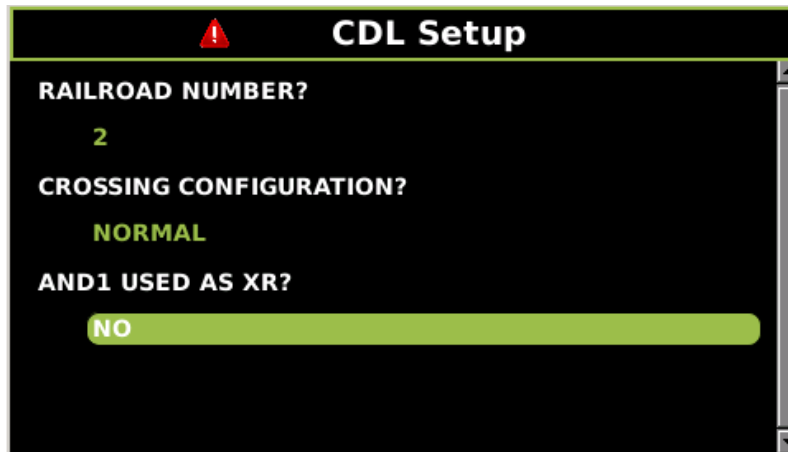 CDL Setup
RAILROAD NUMBER?
2
CROSSING CONFIGURATION?
NORMAL
AND1 USED AS XR?
NO